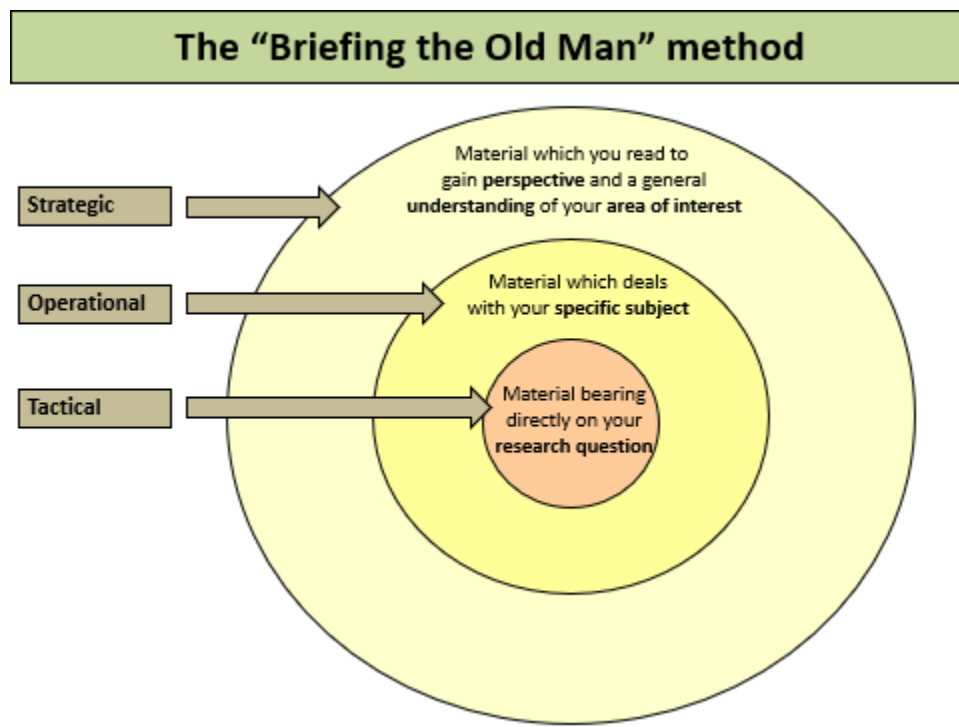 The “Briefing the Old Man” method
Material which you read to
gain perspective and a general
understanding of your area of interest
Strategic
Material which deals
with your specific subject
Operational
Material bearing
directly on your
research question
Tactical